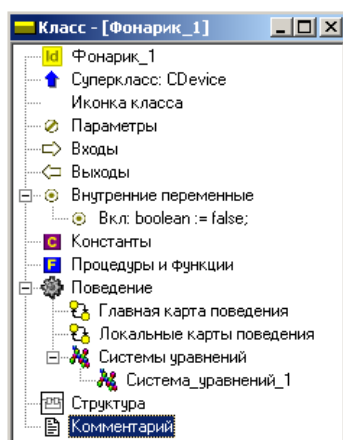 Класс - [Фонарик_1]
Id Фонарик_1
Суперкласс: CDevice
Иконка класса
Параметры
Входы
Выходы
Внутренние переменные
Вкл: boolean := false;
C Константы
F Процедуры и функции
Поведение
Главная карта поведения
Локальные карты поведения
Системы уравнений
Система_уравнений_1
Структура
Комментарий